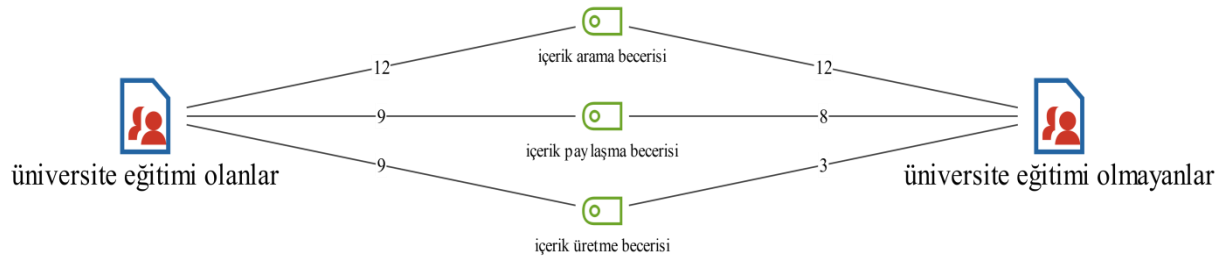 içerik arama becerisi
12
12
9
8
içerik paylaşma becerisi
üniversite eğitimi olanlar
üniversite eğitimi olmayanlar
9
3
içerik üretme becerisi